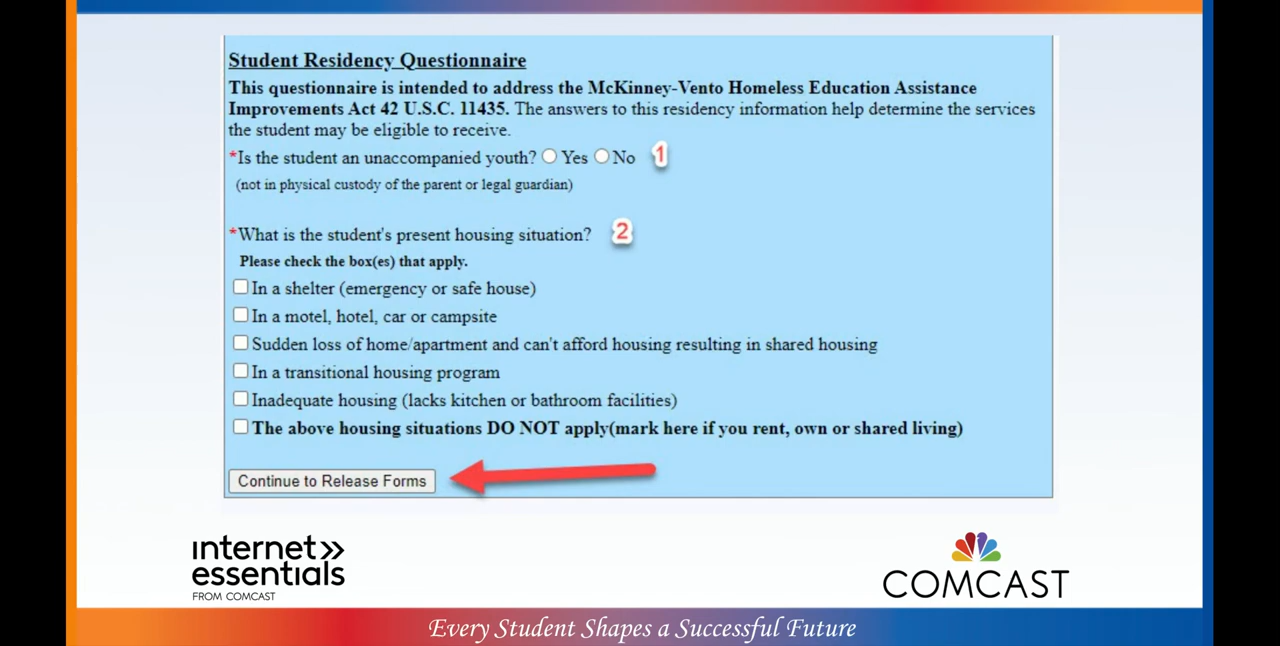 Student Residency Questionnaire
This questionnaire is intended to address the McKinney-Vento Homeless Education Assistance
Improvements Act 42 U.S.C. 11435. The answers to this residency information help determine the services
the student may be eligible to receive.
*Is the student an unaccompanied youth? Yes No 1
(not in physical custody of the parent or legal guardian)
*What is the student's present housing situation? 2
Please check the box(es) that apply.
In a shelter (emergency or safe house)
In a motel, hotel, car or campsite
Sudden loss of home/apartment and can't afford housing resulting in shared housing
In a transitional housing program
Inadequate housing (lacks kitchen or bathroom facilities)
The above housing situations DO NOT apply(mark here if you rent, own or shared living)
Continue to Release Forms
internet
essentials
FROM COMCAST
COMCAST
Every Student Shapes a Successful Future